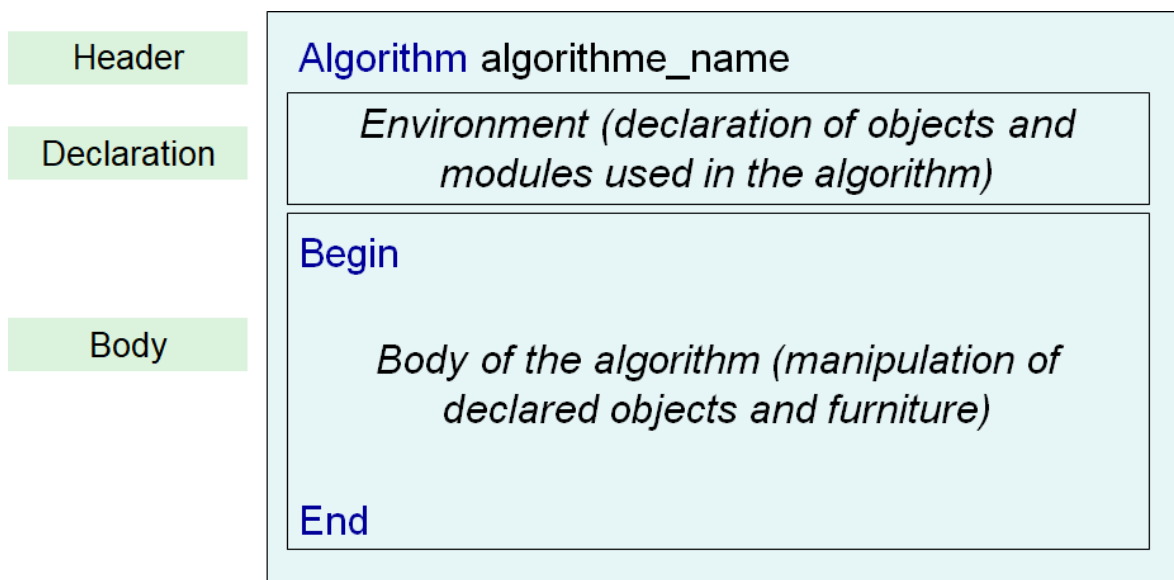 Header
Algorithm algorithme_name
Declaration
Environment (declaration of objects and
modules used in the algorithm)
Begin
Body
Body of the algorithm (manipulation of
declared objects and furniture)
End